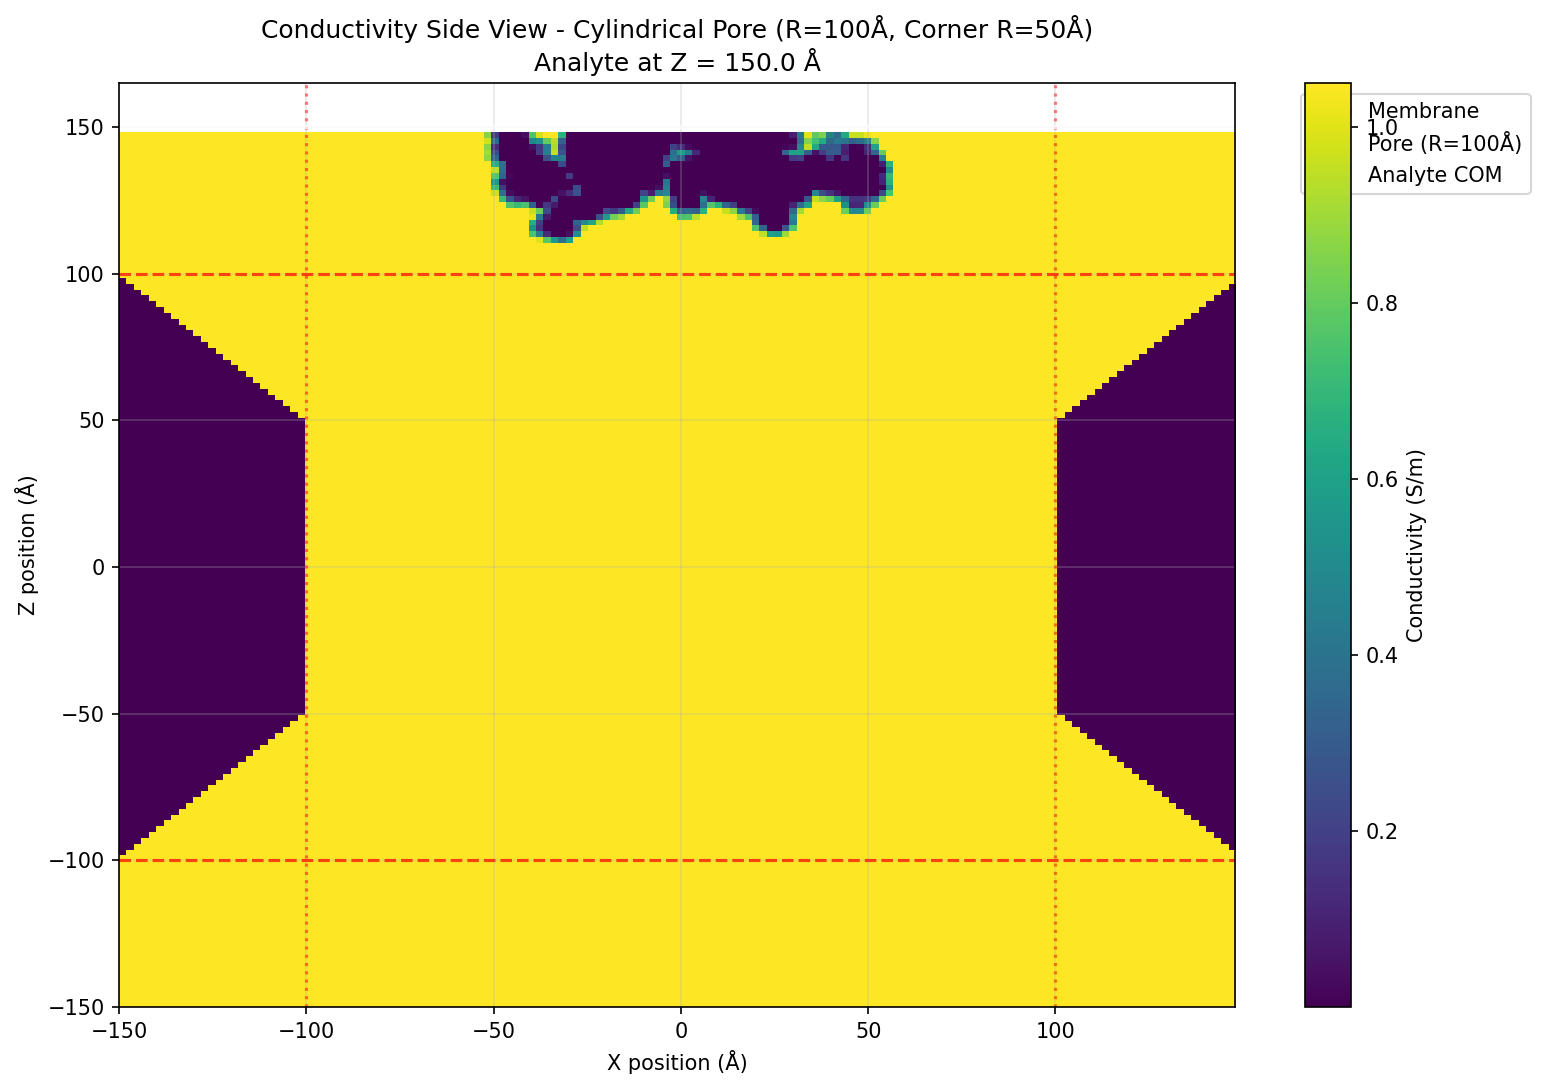 Conductivity Side View - Cylindrical Pore (R=100Å, Corner R=50Å)
Analyte at Z = 150.0 Å
Z position (Å)
150
100
50
0
−50
−100
−150
−150
−100
−50
0
50
100
X position (Å)
Membrane
Pore (R=100Å)
Analyte COM
1.0
0.8
0.6
0.4
0.2
Conductivity (S/m)